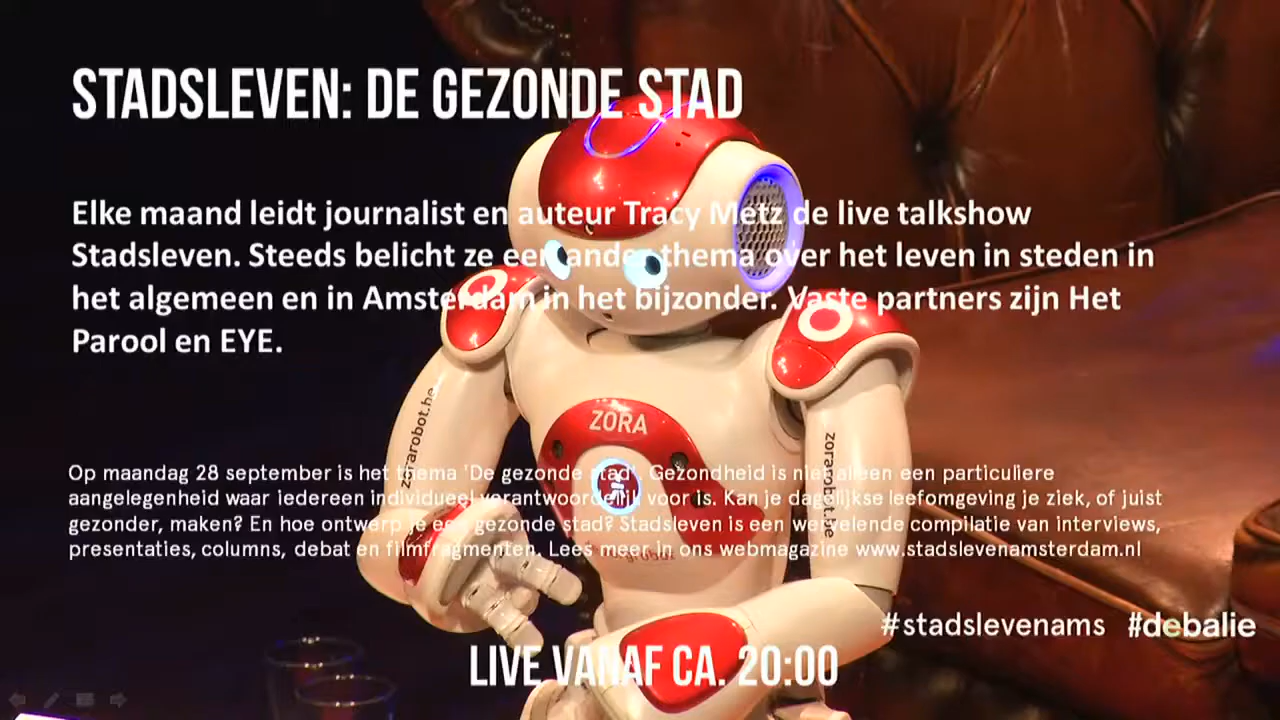 STADSLEVEN: DE GEZONDE STAD
Elke maand leidt journalist en auteur Tracy Metz de live talkshow
Stadsleven. Steeds belicht ze een ander thema over het leven in steden in
het algemeen en in Amsterdam in het bijzonder. Vaste partners zijn Het
Parool en EYE.
ZORA
zorarobot.be
zorarobot.be
Op maandag 28 september is het thema 'De gezonde stad'. Gezondheid is niet alleen een particuliere
aangelegenheid waar iedereen individueel verantwoordelijk voor is. Kan je dagelijkse leefomgeving je ziek, of juist
gezonder, maken? En hoe ontwerp je een gezonde stad? Stadsleven is een wervelende compilatie van interviews,
presentaties, columns, debat en filmfragmenten. Lees meer in ons webmagazine www.stadslevenamsterdam.nl
#stadslevenams #debalie
LIVE VANAF CA. 20:00